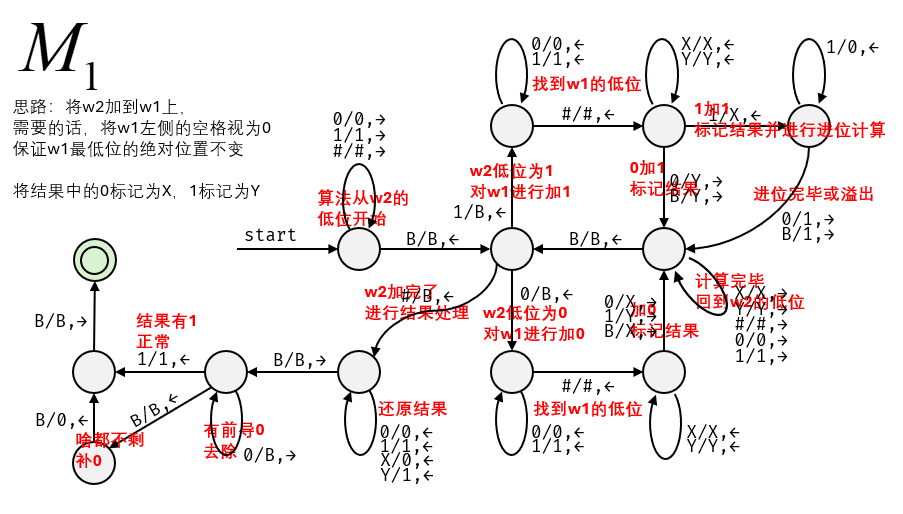 M1
思路：将w2加到w1上，
需要的话，将w1左侧的空格视为0
保证w1最低位的绝对位置不变
将结果中的0标记为X，1标记为Y
0/0,←
1/1,←
找到w1的低位
X/X,←
Y/Y,←
1/0,←
#/#,←
1加1
1/X,←
标记结果并进行进位计算
0/0,→
1/1,→
#/#,→
算法从w2的
低位开始
w2低位为1
对w1进行加1
1/B,←
0加1
标记结果
0/Y,→
B/Y,→
进位完毕或溢出
0/1,→
B/1,→
start
B/B,←
B/B,←
w2加完了
进行结果处理
#/B,←
0/B,←
w2低位为0
对w1进行加0
0/X,→
1/Y,→
B/X,→
加0
标记结果
计算完毕
回到w2的低位
X/X,→
Y/Y,→
#/#,→
0/0,→
1/1,→
B/B,→
结果有1
正常
1/1,←
B/B,→
#/#,←
找到w1的低位
B/0,←
啥都不剩
补0
B/B,←
有前导0
去除
0/B,→
还原结果
0/0,←
1/1,←
X/0,←
Y/1,←
0/0,←
1/1,←
X/X,←
Y/Y,←